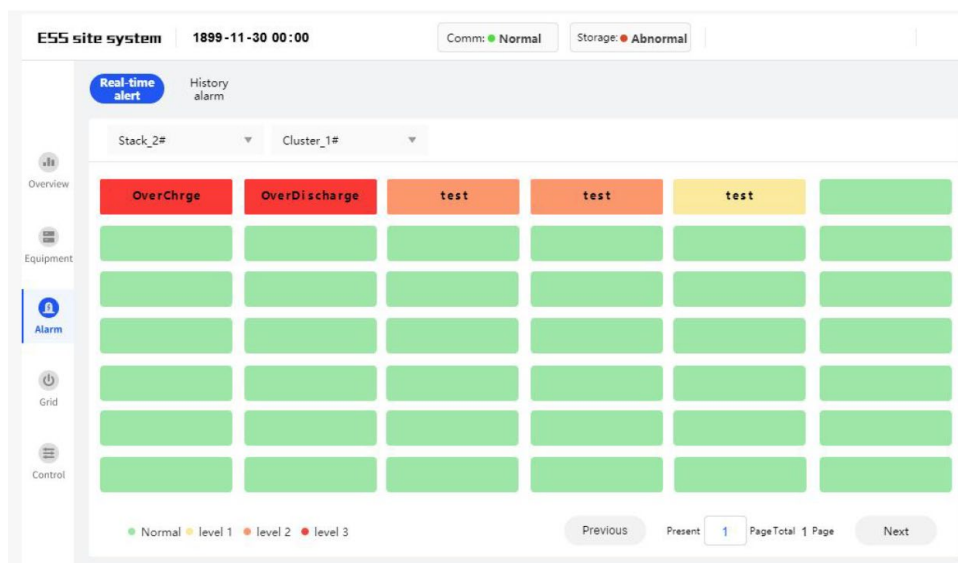 ESS site system 1899-11-30 00:00 Comm: Normal Storage: Abnormal
Real-time alert
History alarm
Stack_2# Cluster_1#
Overview
OverChrge OverDischarge test test test
Equipment
Alarm
Grid
Control
Normal level 1 level 2 level 3 Previous Present 1 PageTotal 1 Page Next